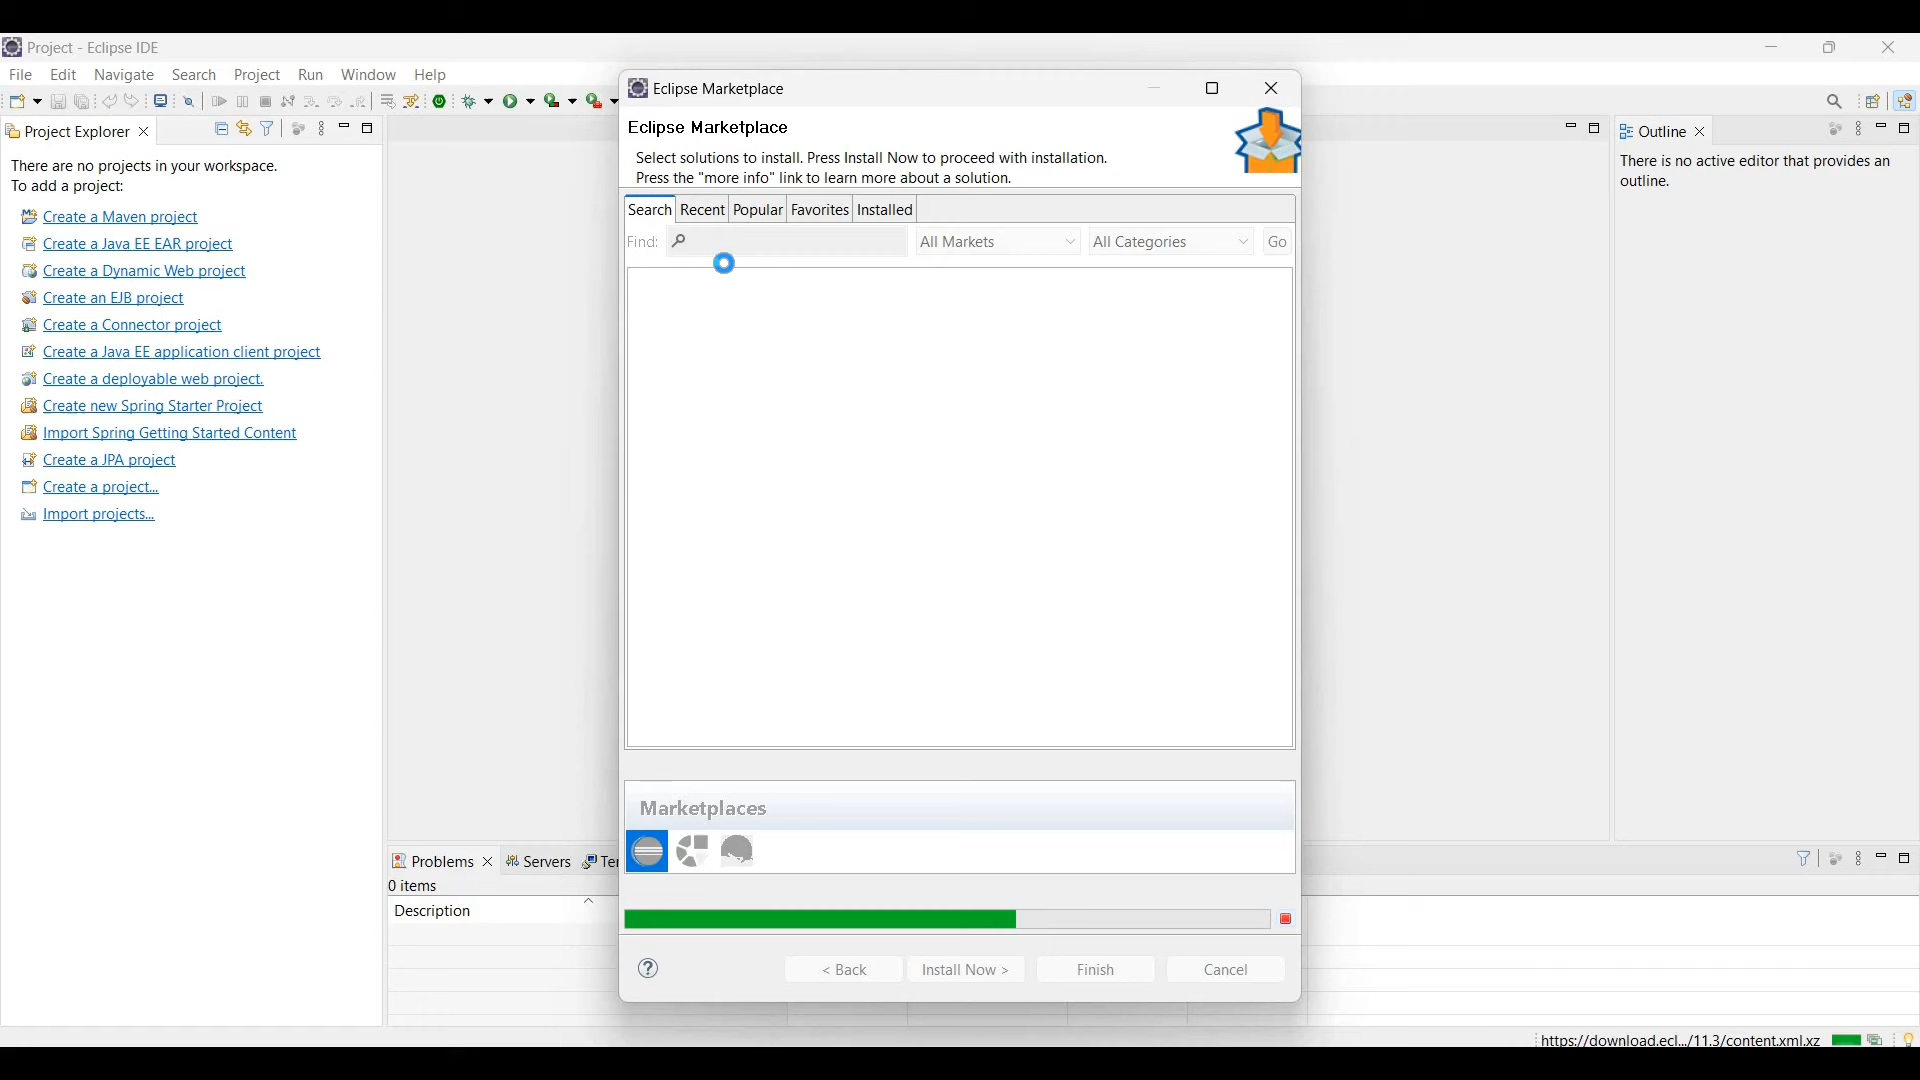 Project - Eclipse IDE
File Edit Navigate Search Project Run Window Help
Project Explorer
There are no projects in your workspace.
To add a project:
Create a Maven project
Create a Java EE EAR project
Create a Dynamic Web project
Create an EJB project
Create a Connector project
Create a Java EE application client project
Create a deployable web project.
Create new Spring Starter Project
Import Spring Getting Started Content
Create a JPA project
Create a project...
Import projects...
Eclipse Marketplace
Eclipse Marketplace
Select solutions to install. Press Install Now to proceed with installation.
Press the "more info" link to learn more about a solution.
Search Recent Popular Favorites Installed
Find: All Markets All Categories Go
Marketplaces
? < Back Install Now > Finish Cancel
Outline
There is no active editor that provides an
outline.
Problems Servers Te
0 items
Description
https://download.ecl.../11.3/content.xml.xz